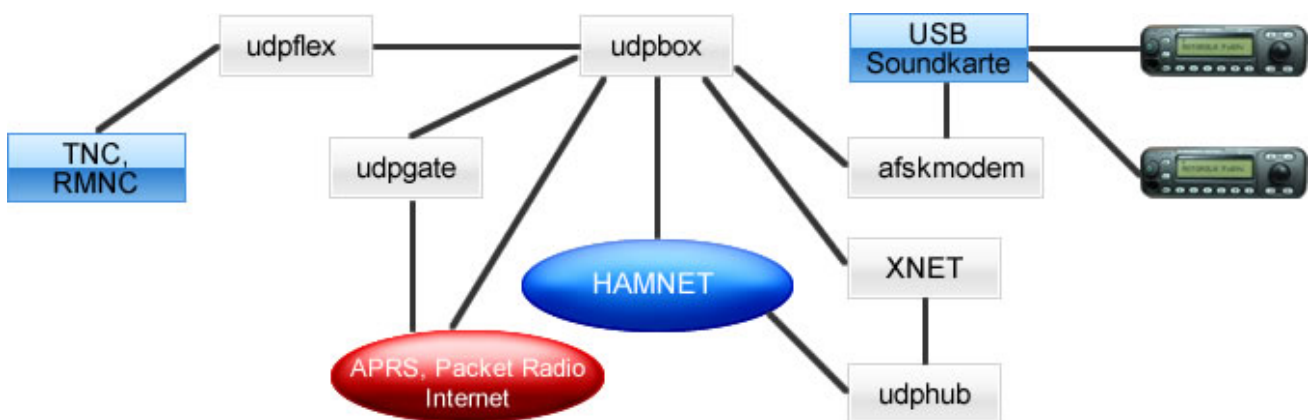 udpflex
udpbox
USB
Soundkarte
TNC,
RMNC
udpgate
afskmodem
HAMNET
XNET
APRS, Packet Radio
Internet
udphub